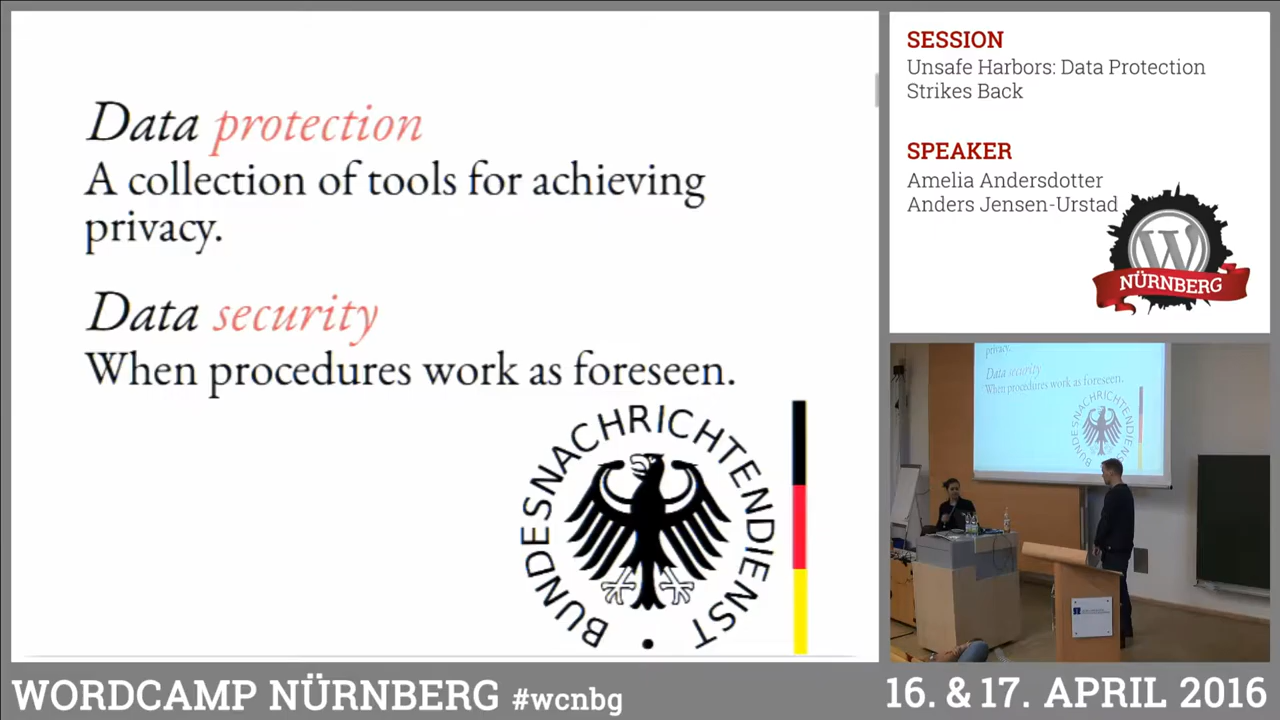 Data protection
A collection of tools for achieving
privacy.
Data security
When procedures work as foreseen.
BUNDESNACHRICHTENDIENST
SESSION
Unsafe Harbors: Data Protection
Strikes Back
SPEAKER
Amelia Andersdotter
Anders Jensen-Urstad
W
NÜRNBERG
privacy.
Data security
When procedures work as foreseen.
BUNDESNACHRICHTENDIENST
WORDCAMP NÜRNBERG #wcnbg
16. & 17. APRIL 2016